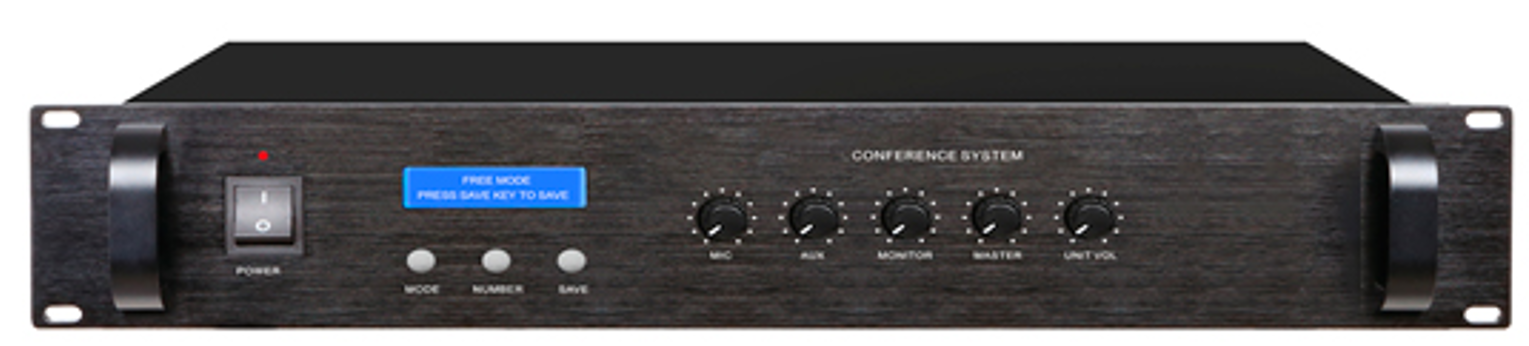 FREE MODE
PRESS SAVE KEY TO SAVE
CONFERENCE SYSTEM
POWER
MODE
NUMBER
SAVE
MIC
AUX
MONITOR
MASTER
UNIT VOL